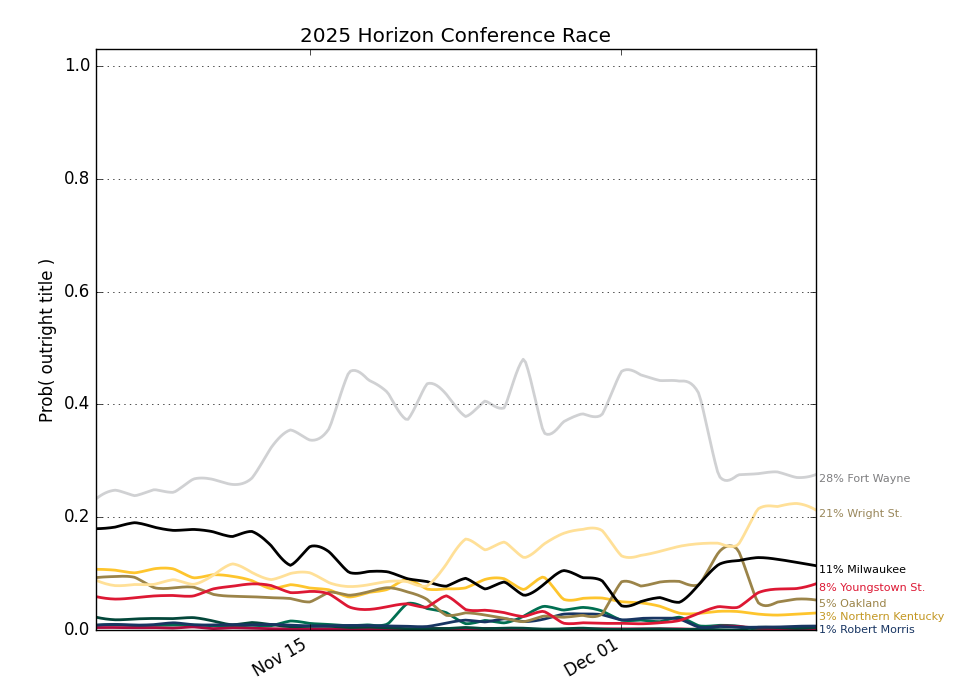 2025 Horizon Conference Race
1.0
0.8
0.6
0.4
0.2
0.0
Prob( outright title )
Nov 15
Dec 01
28% Fort Wayne
21% Wright St.
11% Milwaukee
8% Youngstown St.
5% Oakland
3% Northern Kentucky
1% Robert Morris